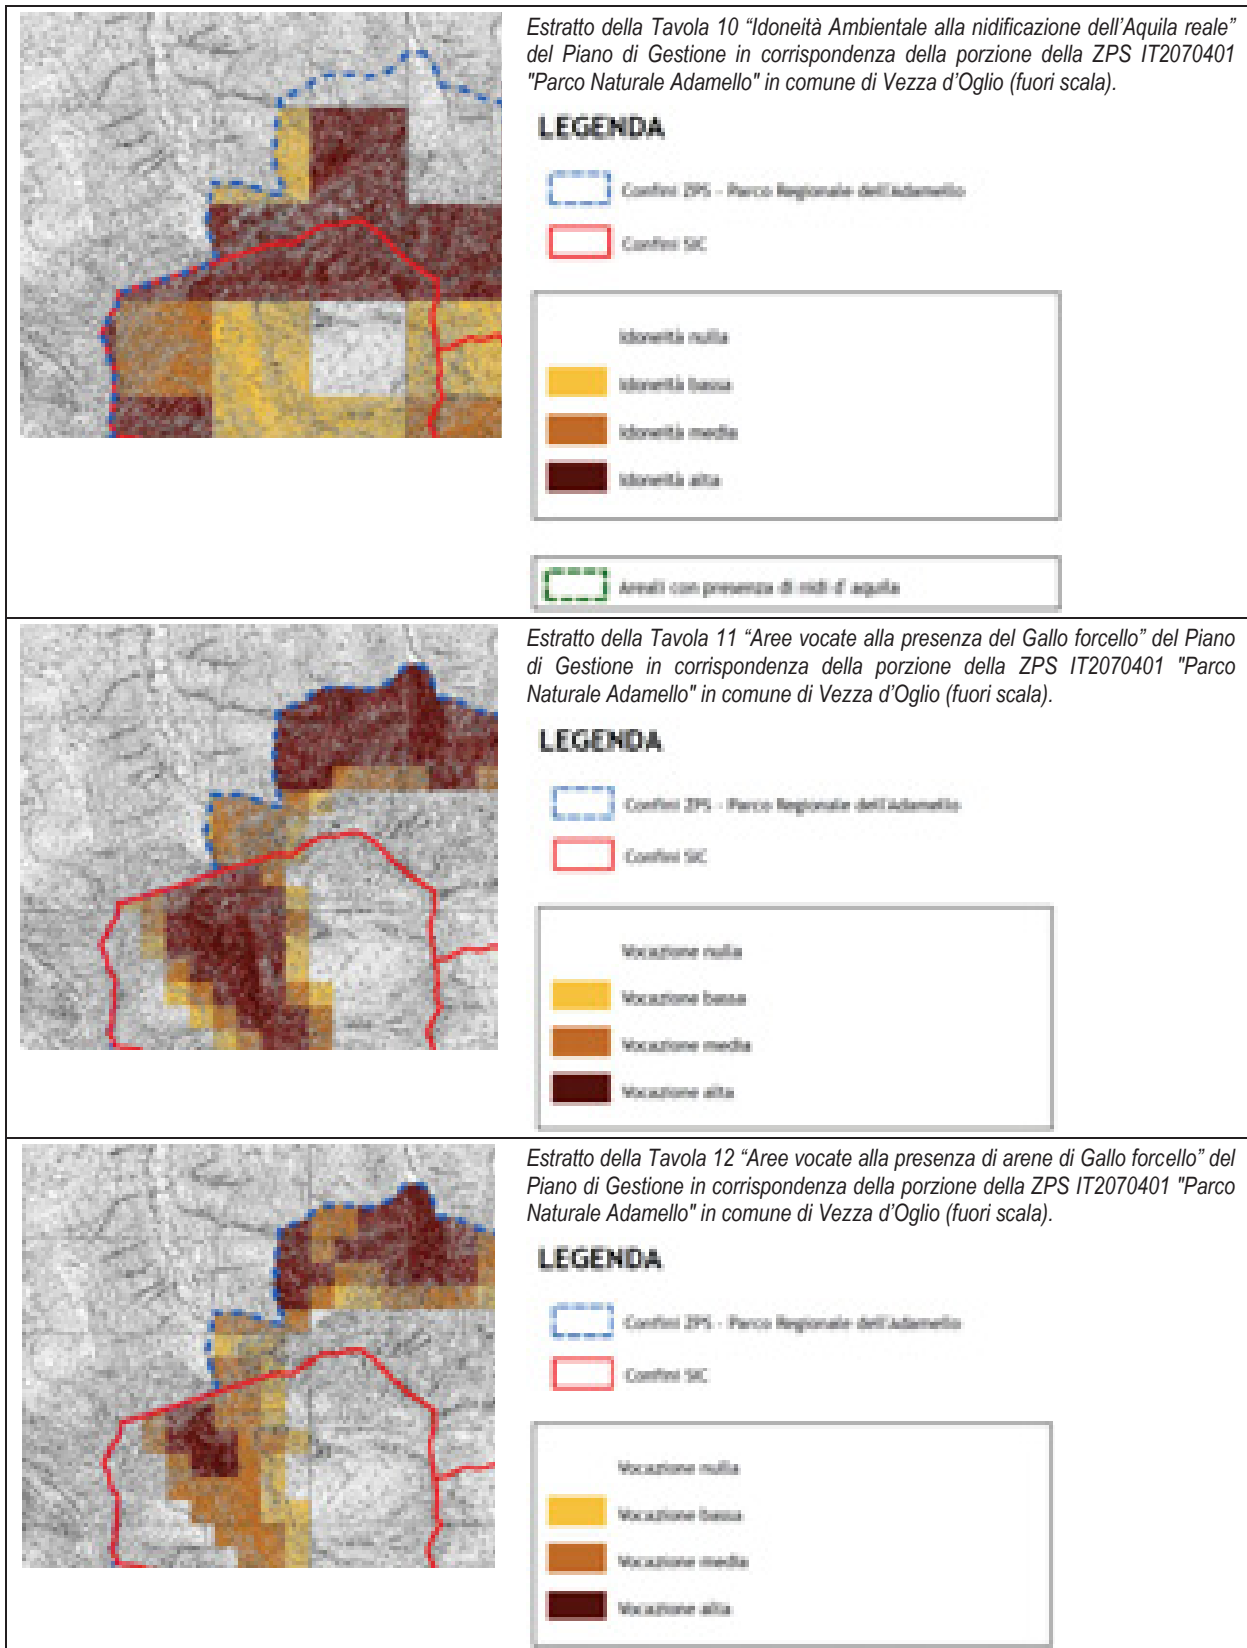 Estratto della Tavola 10 “Idoneità Ambientale alla nidificazione dell’Aquila reale”
del Piano di Gestione in corrispondenza della porzione della ZPS IT2070401
"Parco Naturale Adamello" in comune di Vezza d’Oglio (fuori scala).
LEGENDA
Confini ZPS - Parco Regionale dell'Adamello
Confini SIC
Idoneità nulla
Idoneità bassa
Idoneità media
Idoneità alta
Areali con presenza di nidi d' aquila
Estratto della Tavola 11 “Aree vocate alla presenza del Gallo forcello” del Piano
di Gestione in corrispondenza della porzione della ZPS IT2070401 "Parco
Naturale Adamello" in comune di Vezza d’Oglio (fuori scala).
LEGENDA
Confini ZPS - Parco Regionale dell'Adamello
Confini SIC
Vocazione nulla
Vocazione bassa
Vocazione media
Vocazione alta
Estratto della Tavola 12 “Aree vocate alla presenza di arene di Gallo forcello” del
Piano di Gestione in corrispondenza della porzione della ZPS IT2070401 "Parco
Naturale Adamello" in comune di Vezza d’Oglio (fuori scala).
LEGENDA
Confini ZPS - Parco Regionale dell'Adamello
Confini SIC
Vocazione nulla
Vocazione bassa
Vocazione media
Vocazione alta